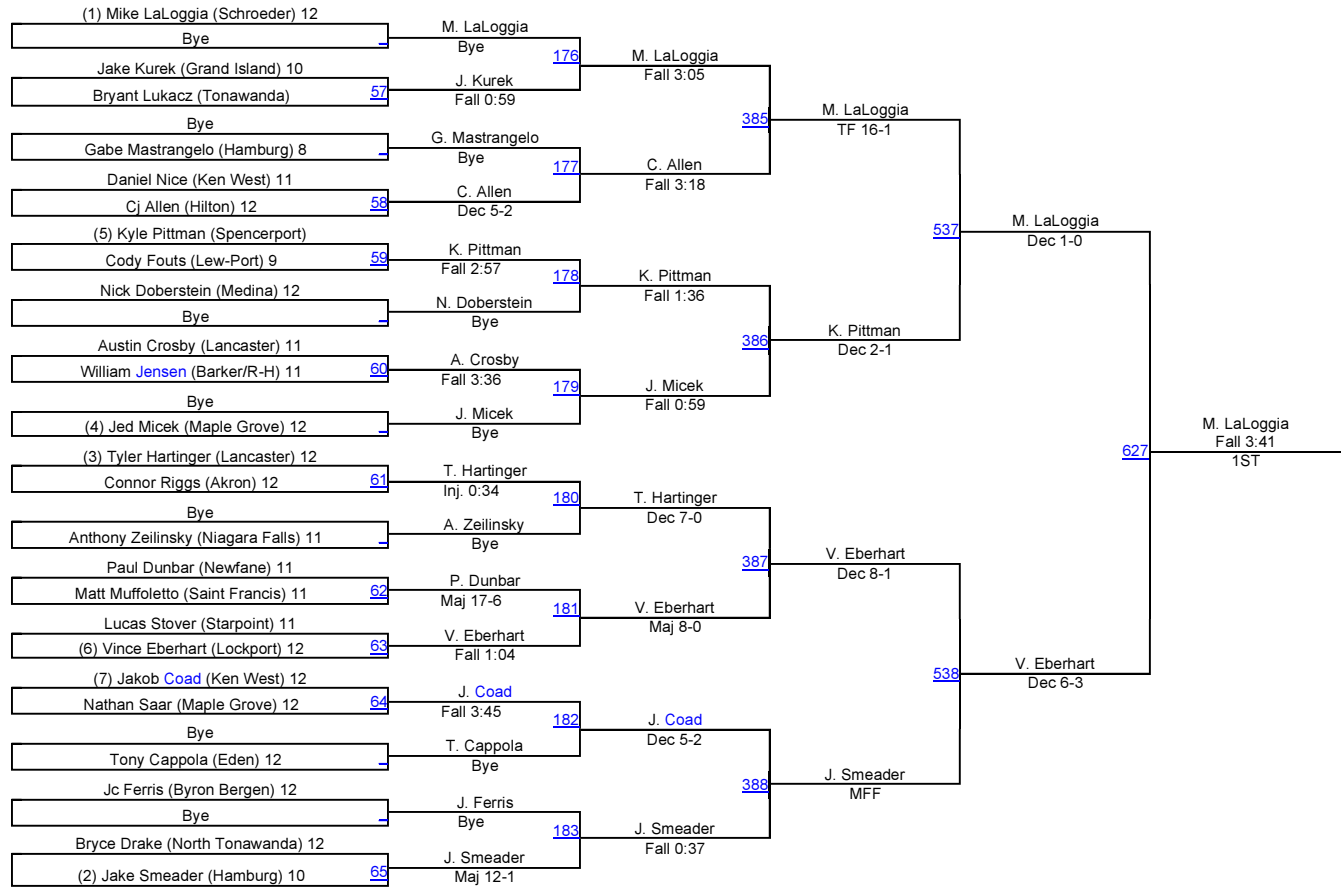 (1) Mike LaLoggia (Schroeder) 12
Bye
Jake Kurek (Grand Island) 10
Bryant Lukacz (Tonawanda)
57
Bye
Gabe Mastrangelo (Hamburg) 8
Daniel Nice (Ken West) 11
Cj Allen (Hilton) 12
58
(5) Kyle Pittman (Spencerport)
Cody Fouts (Lew-Port) 9
59
Nick Doberstein (Medina) 12
Bye
Austin Crosby (Lancaster) 11
William Jensen (Barker/R-H) 11
60
Bye
(4) Jed Micek (Maple Grove) 12
(3) Tyler Hartinger (Lancaster) 12
Connor Riggs (Akron) 12
61
Bye
Anthony Zeilinsky (Niagara Falls) 11
Paul Dunbar (Newfane) 11
Matt Muffoletto (Saint Francis) 11
62
Lucas Stover (Starpoint) 11
(6) Vince Eberhart (Lockport) 12
63
(7) Jakob Coad (Ken West) 12
Nathan Saar (Maple Grove) 12
64
Bye
Tony Cappola (Eden) 12
Jc Ferris (Byron Bergen) 12
Bye
Bryce Drake (North Tonawanda) 12
(2) Jake Smeader (Hamburg) 10
65
M. LaLoggia
Bye
176
J. Kurek
Fall 0:59
G. Mastrangelo
Bye
177
C. Allen
Dec 5-2
K. Pittman
Fall 2:57
178
N. Doberstein
Bye
A. Crosby
Fall 3:36
179
J. Micek
Bye
T. Hartinger
Inj. 0:34
180
A. Zeilinsky
Bye
P. Dunbar
Maj 17-6
181
V. Eberhart
Fall 1:04
J. Coad
Fall 3:45
182
T. Cappola
Bye
J. Ferris
Bye
183
J. Smeader
Maj 12-1
M. LaLoggia
Fall 3:05
385
C. Allen
Fall 3:18
K. Pittman
Fall 1:36
386
J. Micek
Fall 0:59
T. Hartinger
Dec 7-0
387
V. Eberhart
Maj 8-0
J. Coad
Dec 5-2
388
J. Smeader
Fall 0:37
M. LaLoggia
TF 16-1
537
K. Pittman
Dec 2-1
V. Eberhart
Dec 8-1
538
J. Smeader
MFF
M. LaLoggia
Dec 1-0
627
V. Eberhart
Dec 6-3
M. LaLoggia
Fall 3:41
1ST